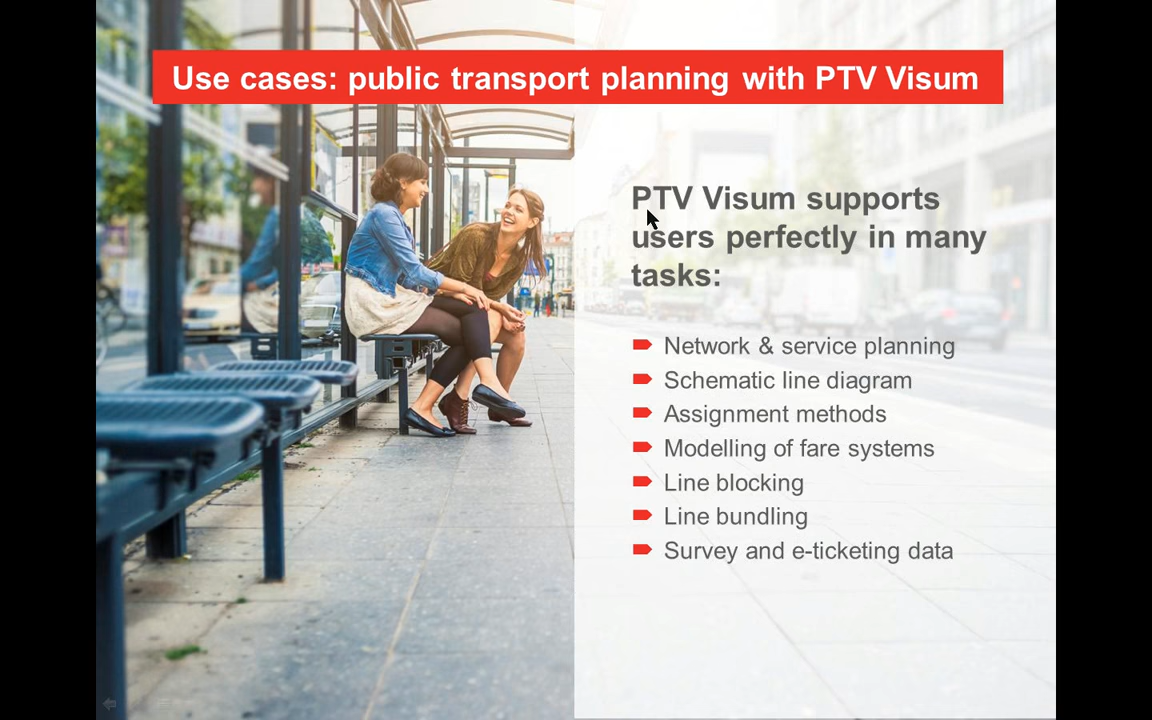 Use cases: public transport planning with PTV Visum
PTV Visum supports
users perfectly in many
tasks:
Network & service planning
Schematic line diagram
Assignment methods
Modelling of fare systems
Line blocking
Line bundling
Survey and e-ticketing data